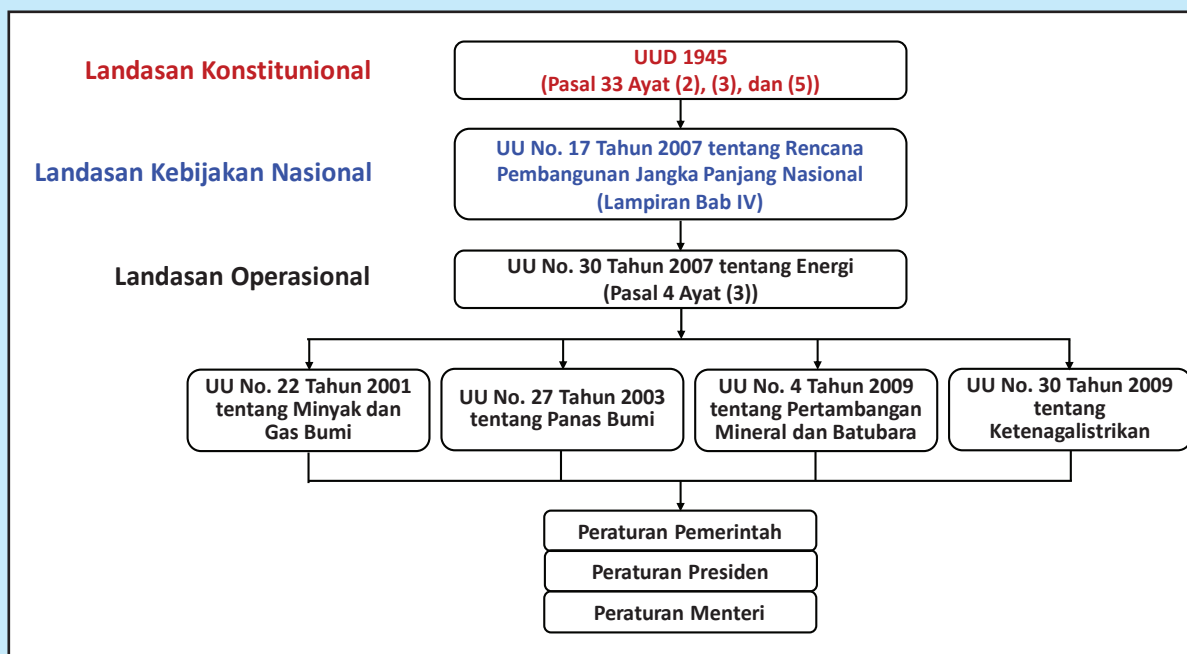 Landasan Konstitunional
UUD 1945
(Pasal 33 Ayat (2), (3), dan (5))
Landasan Kebijakan Nasional
UU No. 17 Tahun 2007 tentang Rencana
Pembangunan Jangka Panjang Nasional
(Lampiran Bab IV)
Landasan Operasional
UU No. 30 Tahun 2007 tentang Energi
(Pasal 4 Ayat (3))
UU No. 22 Tahun 2001
tentang Minyak dan
Gas Bumi
UU No. 27 Tahun 2003
tentang Panas Bumi
UU No. 4 Tahun 2009
tentang Pertambangan
Mineral dan Batubara
UU No. 30 Tahun 2009
tentang
Ketenagalistrikan
Peraturan Pemerintah
Peraturan Presiden
Peraturan Menteri